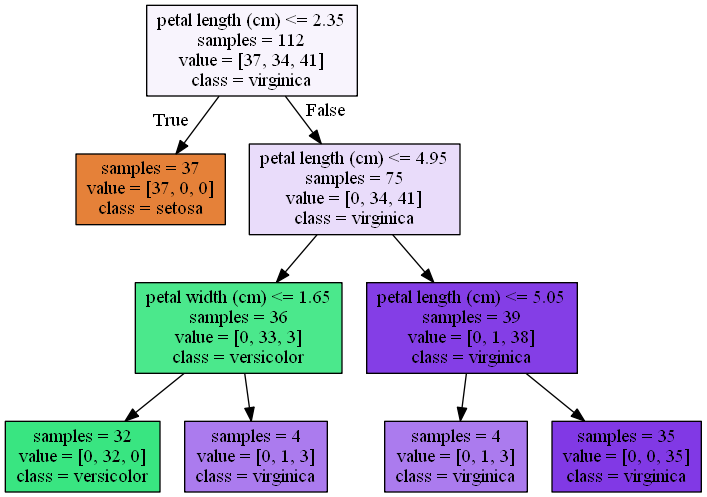 petal length (cm) <= 2.35
samples = 112
value = [37, 34, 41]
class = virginica
True
False
samples = 37
value = [37, 0, 0]
class = setosa
petal length (cm) <= 4.95
samples = 75
value = [0, 34, 41]
class = virginica
petal width (cm) <= 1.65
samples = 36
value = [0, 33, 3]
class = versicolor
petal length (cm) <= 5.05
samples = 39
value = [0, 1, 38]
class = virginica
samples = 32
value = [0, 32, 0]
class = versicolor
samples = 4
value = [0, 1, 3]
class = virginica
samples = 4
value = [0, 1, 3]
class = virginica
samples = 35
value = [0, 0, 35]
class = virginica